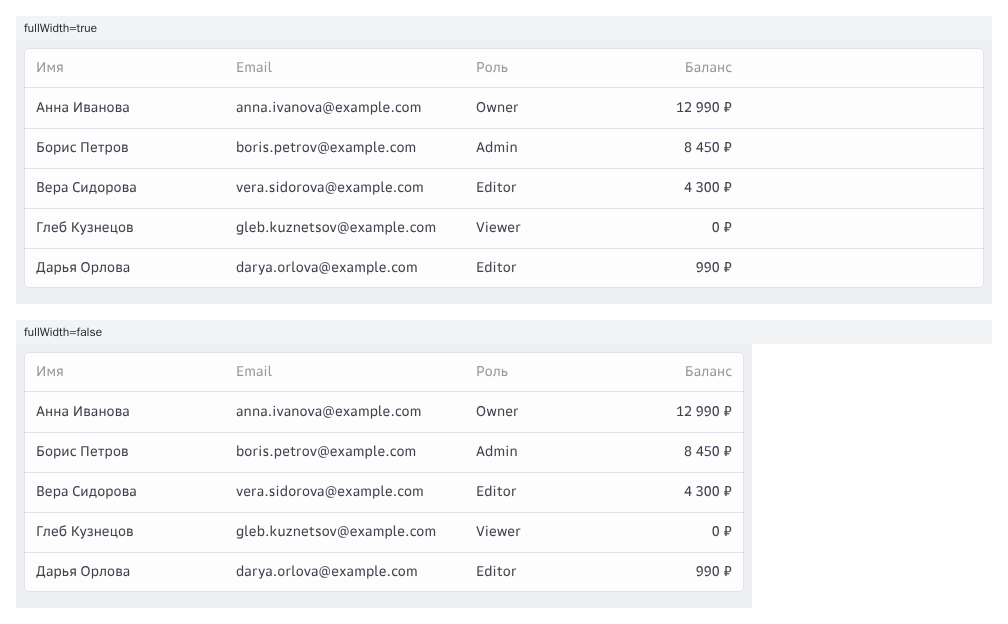 fullWidth=true
Имя Email Роль Баланс
Анна Иванова anna.ivanova@example.com Owner 12 990 ₽
Борис Петров boris.petrov@example.com Admin 8 450 ₽
Вера Сидорова vera.sidorova@example.com Editor 4 300 ₽
Глеб Кузнецов gleb.kuznetsov@example.com Viewer 0 ₽
Дарья Орлова darya.orlova@example.com Editor 990 ₽
fullWidth=false
Имя Email Роль Баланс
Анна Иванова anna.ivanova@example.com Owner 12 990 ₽
Борис Петров boris.petrov@example.com Admin 8 450 ₽
Вера Сидорова vera.sidorova@example.com Editor 4 300 ₽
Глеб Кузнецов gleb.kuznetsov@example.com Viewer 0 ₽
Дарья Орлова darya.orlova@example.com Editor 990 ₽